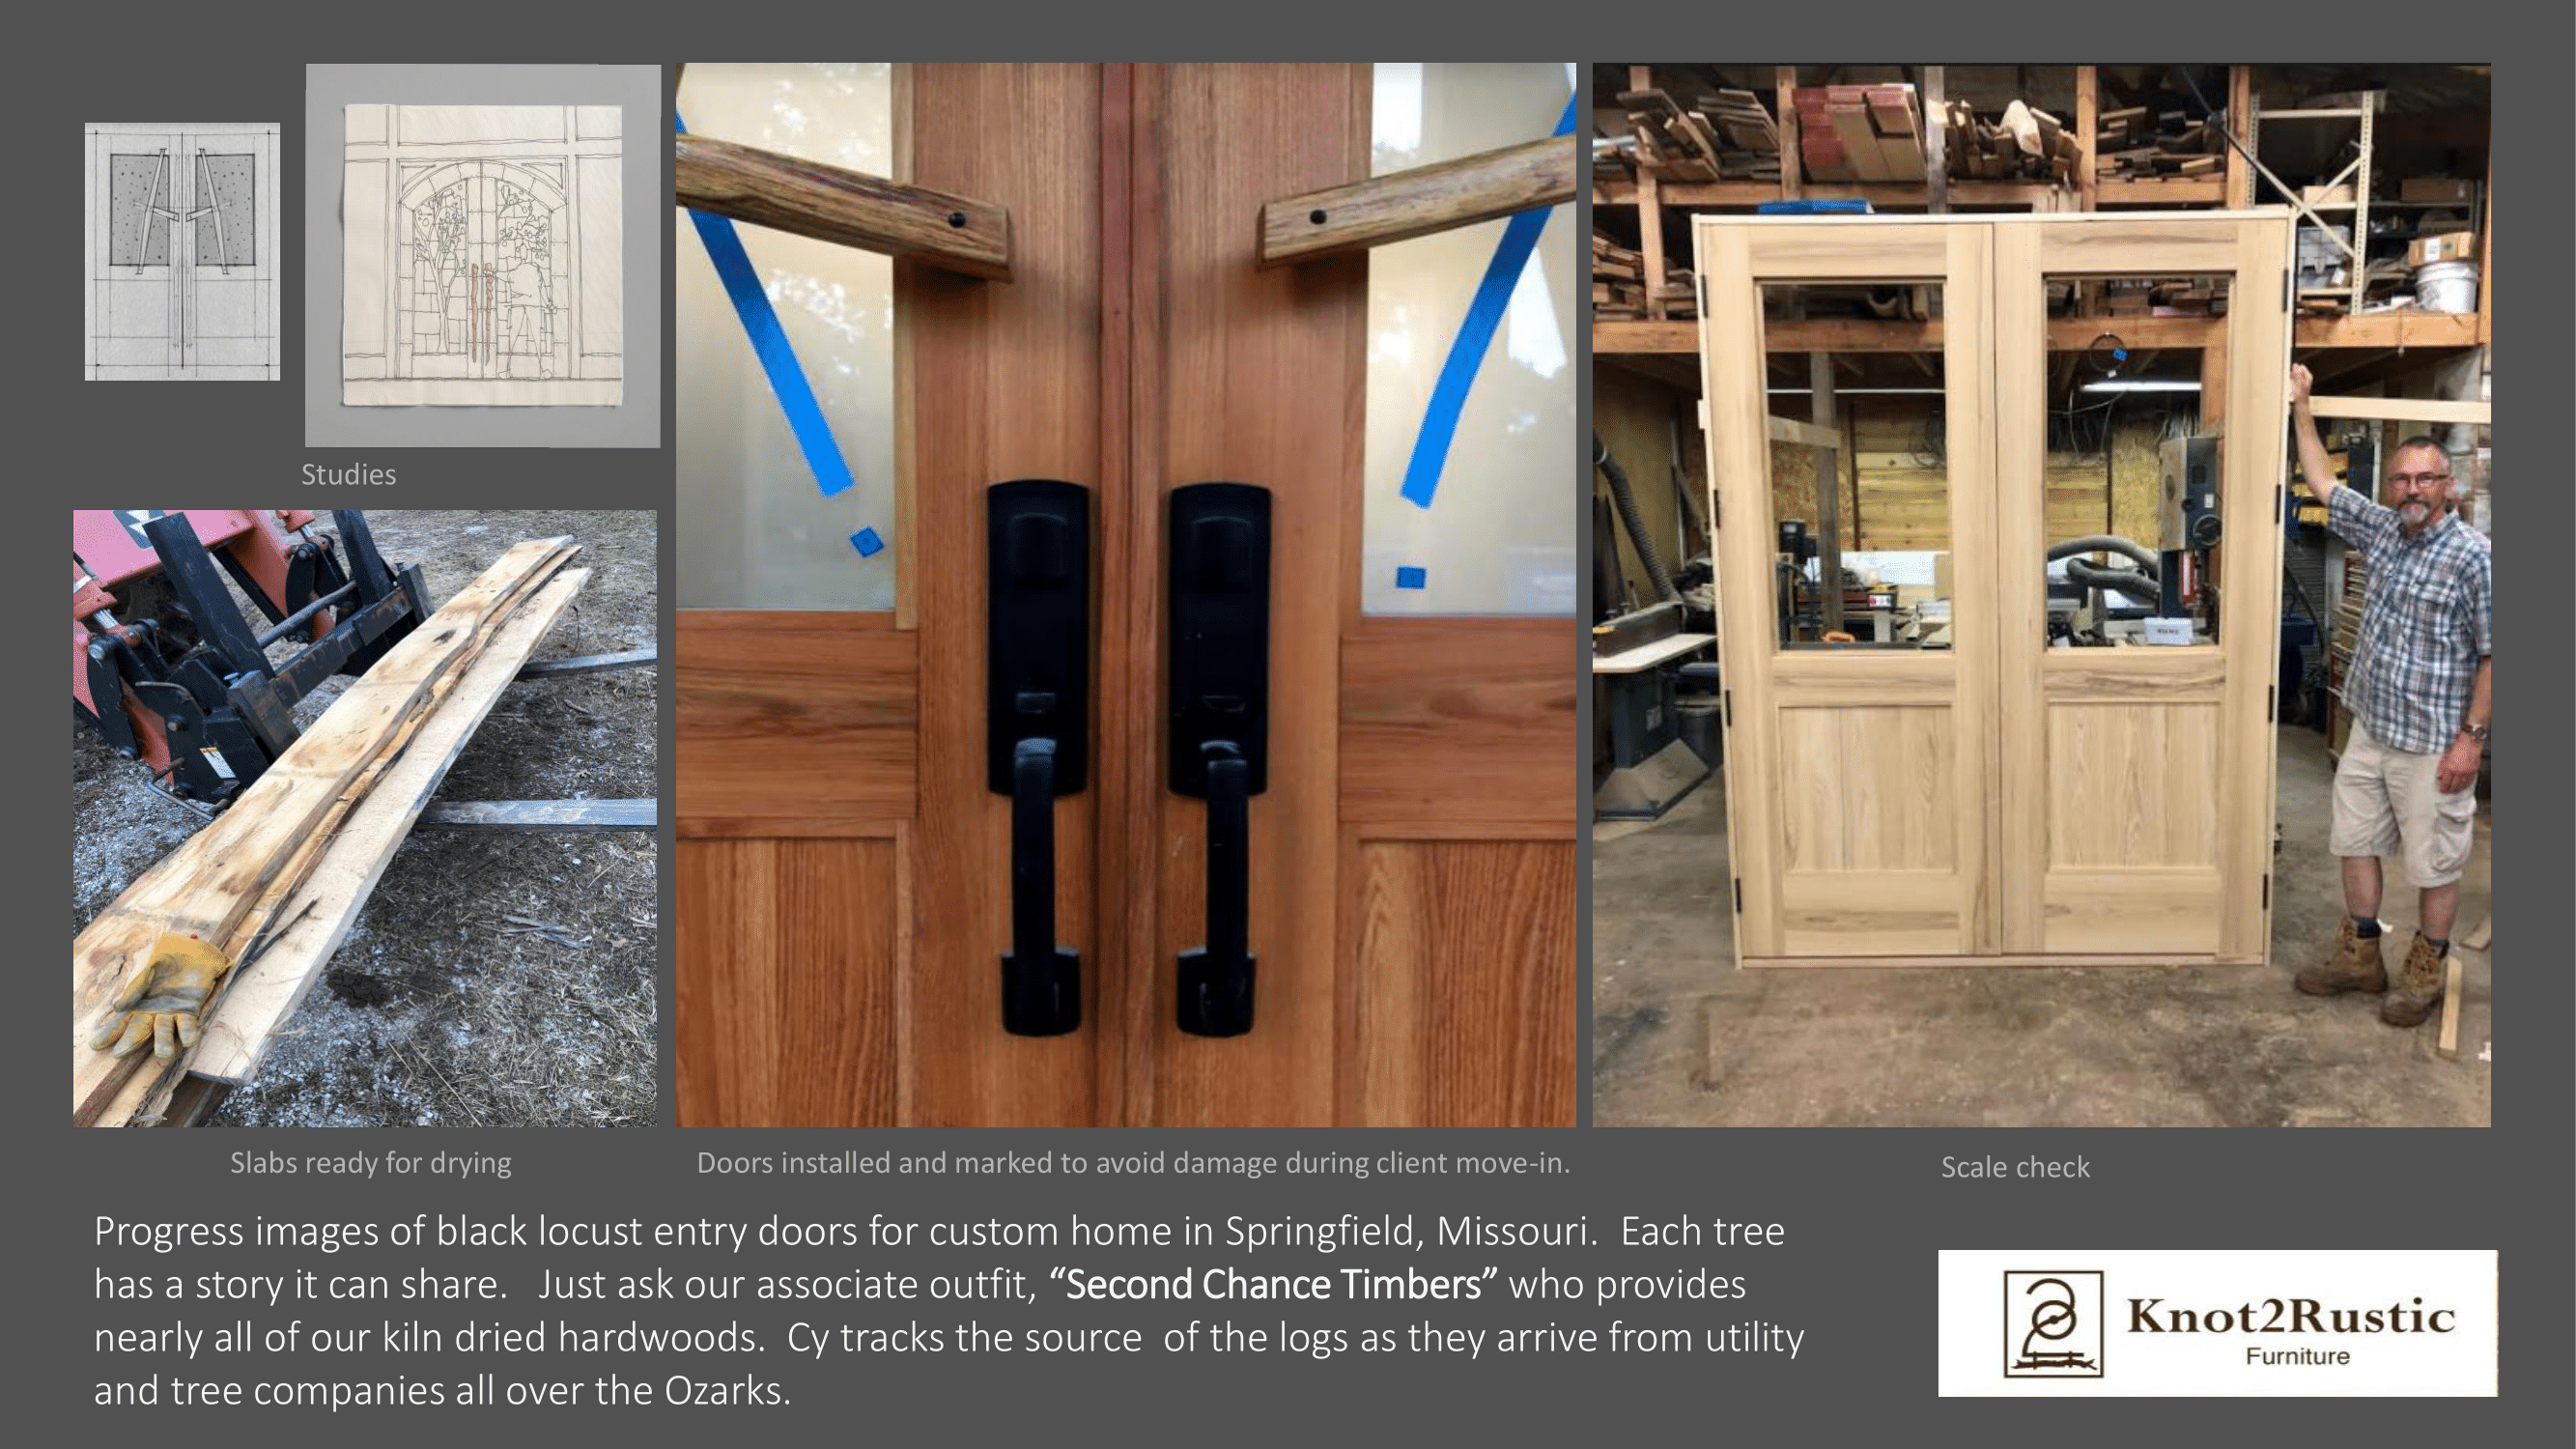 Studies
Slabs ready for drying
Doors installed and marked to avoid damage during client move-in.
Scale check
Progress images of black locust entry doors for custom home in Springfield, Missouri.  Each tree
has a story it can share.   Just ask our associate outfit, “Second Chance Timbers” who provides
nearly all of our kiln dried hardwoods.  Cy tracks the source  of the logs as they arrive from utility
and tree companies all over the Ozarks.
Knot2Rustic
Furniture